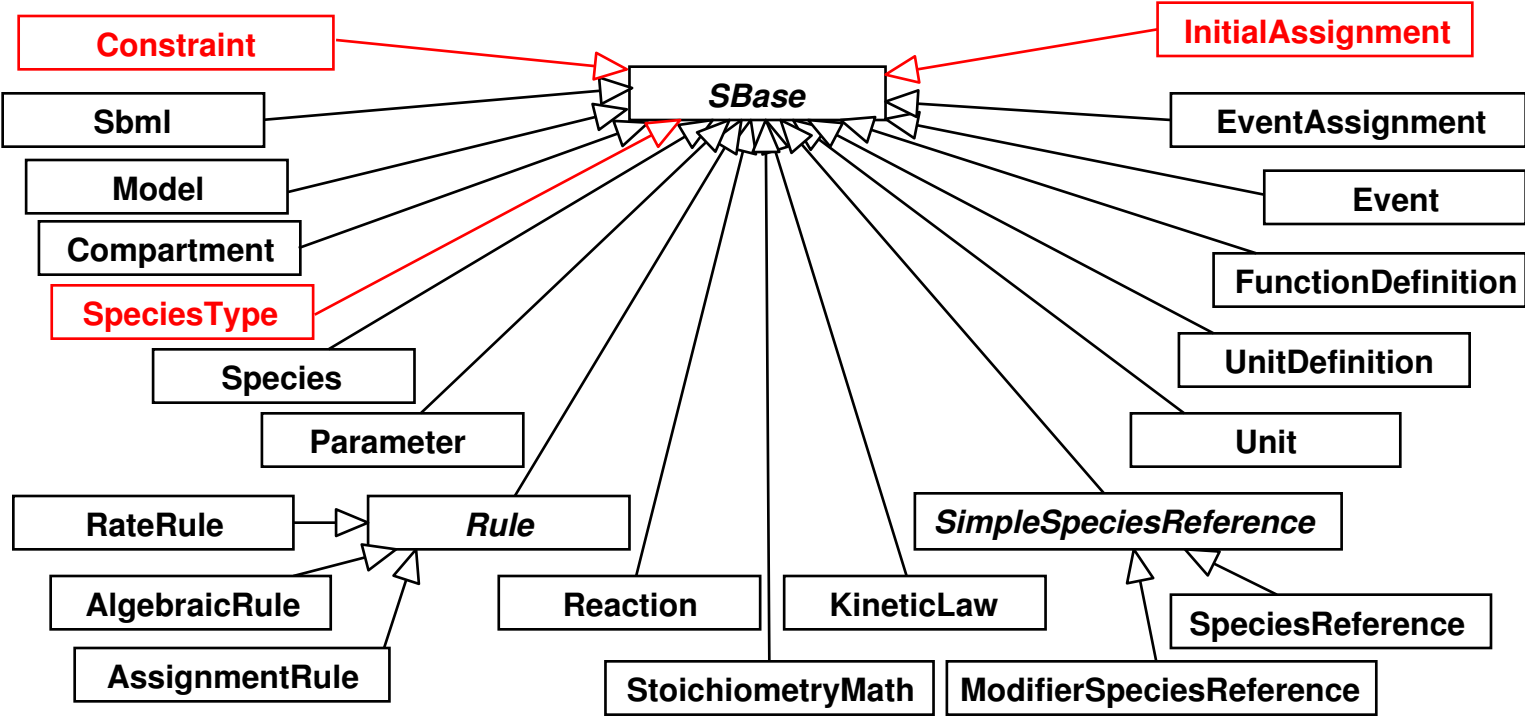 Constraint
InitialAssignment
SBase
Sbml
EventAssignment
Model
Event
Compartment
FunctionDefinition
SpeciesType
UnitDefinition
Species
Parameter
Unit
RateRule
Rule
SimpleSpeciesReference
AlgebraicRule
Reaction
KineticLaw
SpeciesReference
AssignmentRule
StoichiometryMath
ModifierSpeciesReference